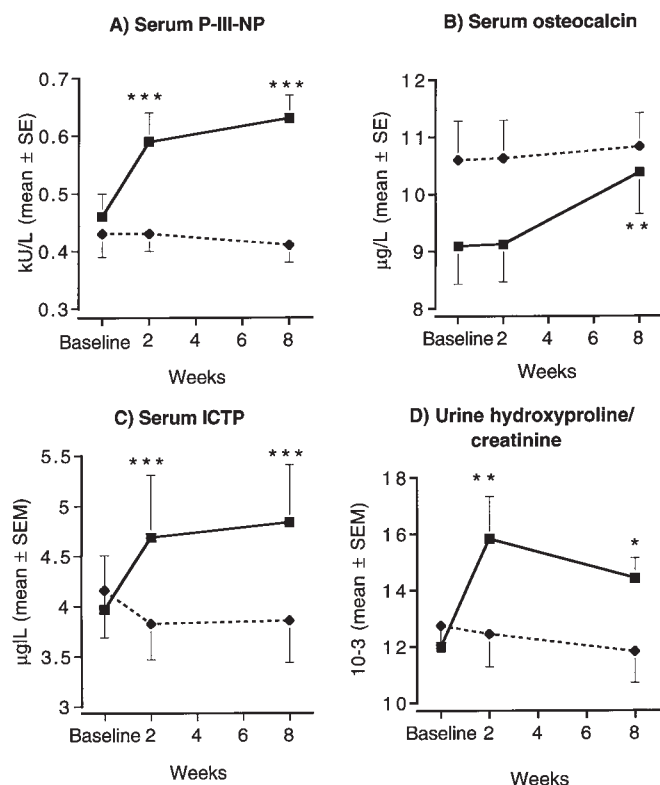 A) Serum P-III-NP
kU/L (mean ± SE)
0.7
0.6
0.5
0.4
0.3
*** ***
Baseline 2 4 6 8
Weeks
B) Serum osteocalcin
µg/L (mean ± SE)
12
11
10
9
8
**
Baseline 2 4 6 8
Weeks
C) Serum ICTP
µg|L (mean ± SEM)
5.5
5
4.5
4
3.5
3
*** ***
Baseline 2 4 6 8
Weeks
D) Urine hydroxyproline/
creatinine
10-3 (mean ± SEM)
18
16
14
12
10
** *
Baseline 2 4 6 8
Weeks